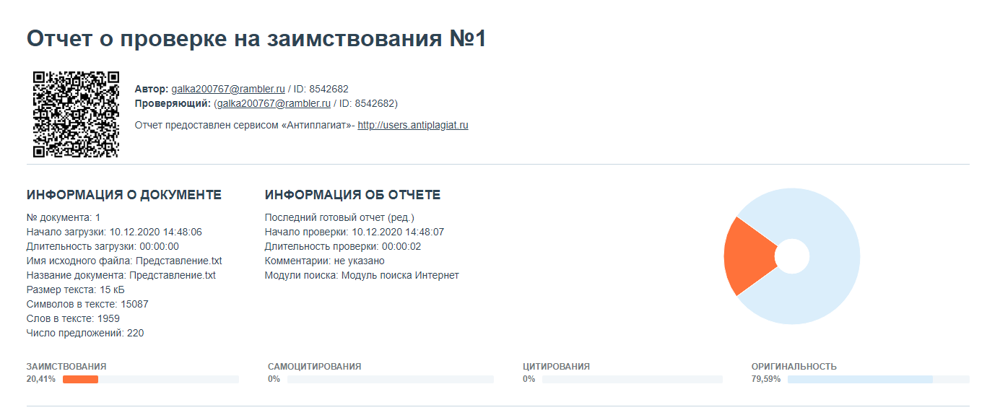 Отчет о проверке на заимствования №1
Автор: galka200767@rambler.ru / ID: 8542682
Проверяющий: (galka200767@rambler.ru / ID: 8542682)
Отчет предоставлен сервисом «Антиплагиат»- http://users.antiplagiat.ru
ИНФОРМАЦИЯ О ДОКУМЕНТЕ
№ документа: 1
Начало загрузки: 10.12.2020 14:48:06
Длительность загрузки: 00:00:00
Имя исходного файла: Представление.txt
Название документа: Представление.txt
Размер текста: 15 кБ
Символов в тексте: 15087
Слов в тексте: 1959
Число предложений: 220
ИНФОРМАЦИЯ ОБ ОТЧЕТЕ
Последний готовый отчет (ред.)
Начало проверки: 10.12.2020 14:48:07
Длительность проверки: 00:00:02
Комментарии: не указано
Модули поиска: Модуль поиска Интернет
ЗАИМСТВОВАНИЯ
20,41%
САМОЦИТИРОВАНИЯ
0%
ЦИТИРОВАНИЯ
0%
ОРИГИНАЛЬНОСТЬ
79,59%